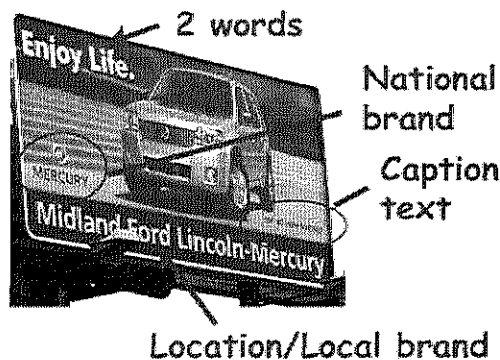 2 words
Enjoy Life.
National
brand
MERCURY
Caption
text
Midland Ford Lincoln-Mercury
Location/Local brand